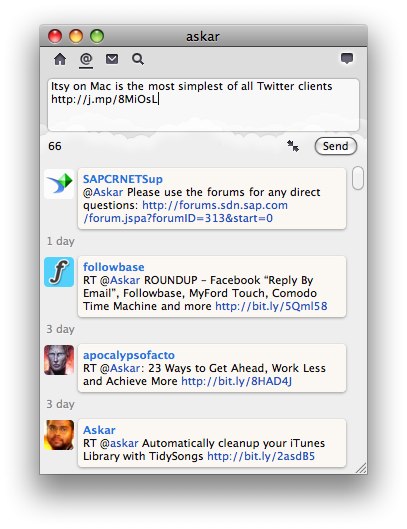 askar
@
Itsy on Mac is the most simplest of all Twitter clients
http://j.mp/8MiOsL
66
Send
SAPCRNETSup
@Askar Please use the forums for any direct
questions: http://forums.sdn.sap.com
/forum.jspa?forumID=313&start=0
1 day
followbase
RT @Askar ROUNDUP – Facebook “Reply By
Email”, Followbase, MyFord Touch, Comodo
Time Machine and more http://bit.ly/5Qml58
3 day
apocalypsofacto
RT @Askar: 23 Ways to Get Ahead, Work Less
and Achieve More http://bit.ly/8HAD4J
3 day
Askar
RT @askar Automatically cleanup your iTunes
Library with TidySongs http://bit.ly/2asdB5